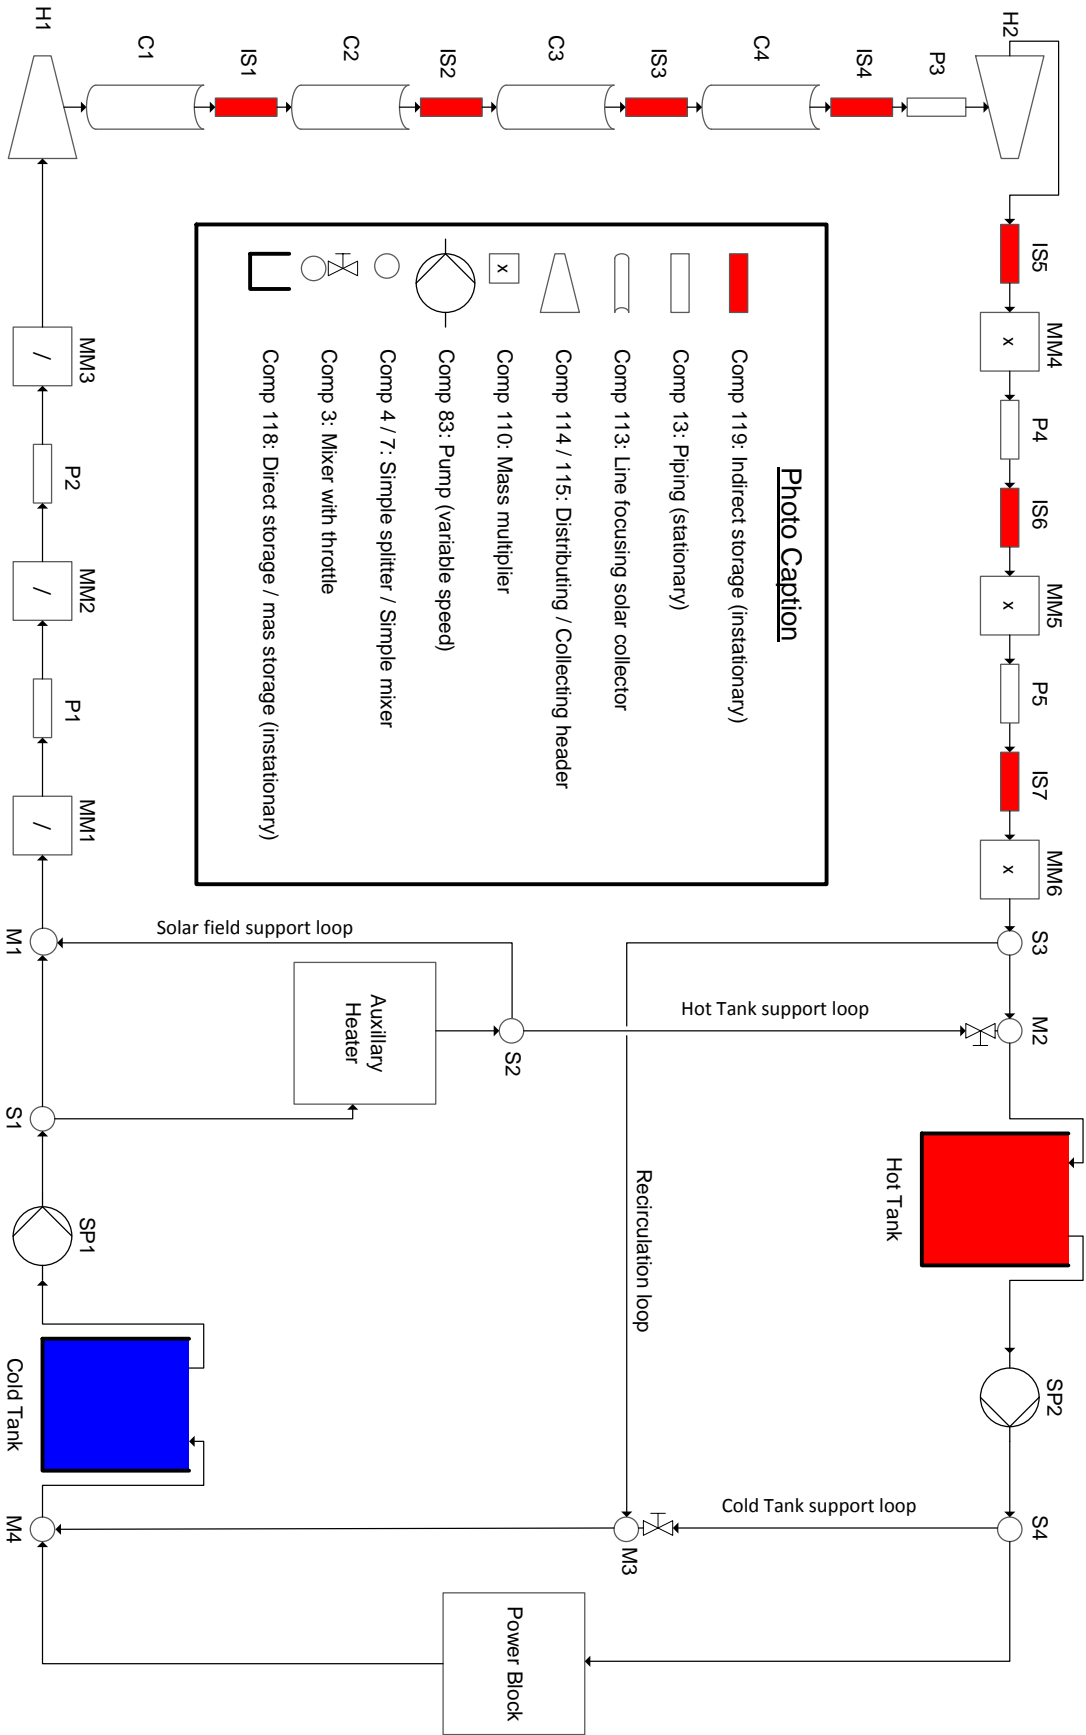 H1
C1
IS1
C2
IS2
C3
IS3
C4
IS4
P3
H2
IS5
x
MM4
P4
IS6
x
MM5
P5
IS7
x
MM6
S3
M2
Hot Tank
SP2
S4
Photo Caption
Comp 119: Indirect storage (instationary)
Comp 13: Piping (stationary)
Comp 113: Line focusing solar collector
Comp 114 / 115: Distributing / Collecting header
x
Comp 110: Mass multiplier
Comp 83: Pump (variable speed)
Comp 4 / 7: Simple splitter / Simple mixer
Comp 3: Mixer with throttle
Comp 118: Direct storage / mas storage (instationary)
/
MM3
P2
/
MM2
P1
/
MM1
M1
Solar field support loop
Auxillary
Heater
S2
Hot Tank support loop
Recirculation loop
Cold Tank support loop
M3
S1
SP1
Cold Tank
M4
Power Block